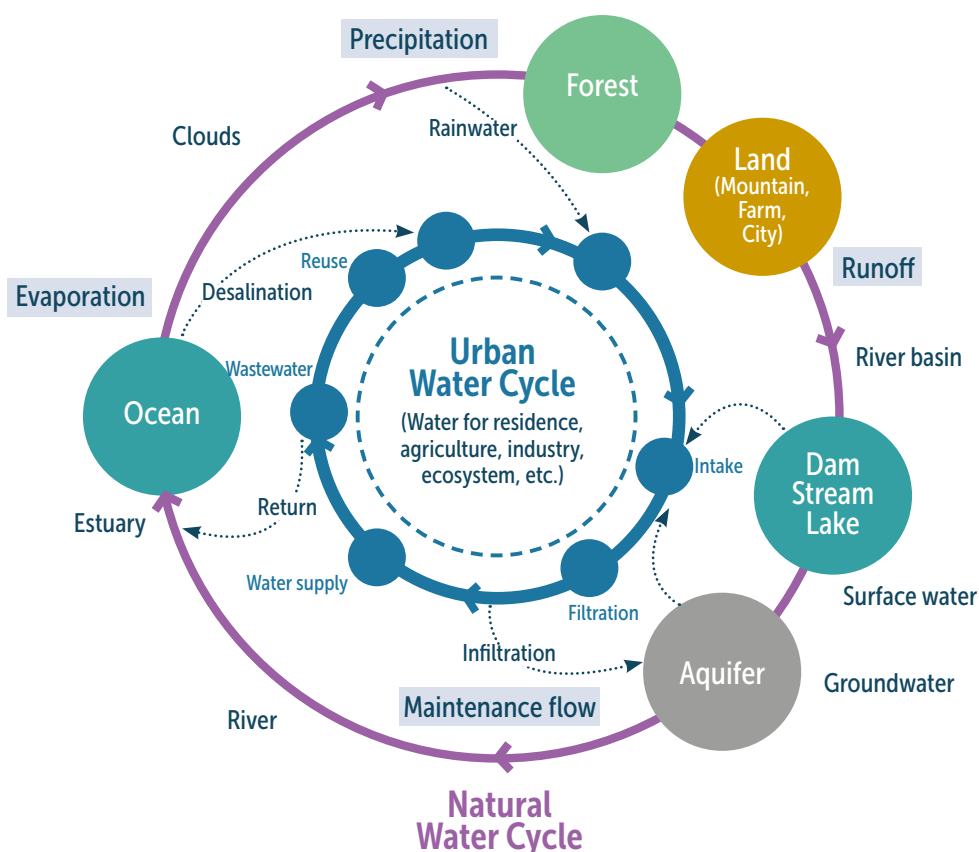 Precipitation
Forest
Clouds
Rainwater
Land
(Mountain,
Farm,
City)
Reuse
Runoff
Evaporation
Desalination
Urban
Water Cycle
(Water for residence,
agriculture, industry,
ecosystem, etc.)
Wastewater
River basin
Ocean
Intake
Dam
Stream
Lake
Estuary
Return
Water supply
Filtration
Surface water
Infiltration
Aquifer
Groundwater
Maintenance flow
River
Natural
Water Cycle